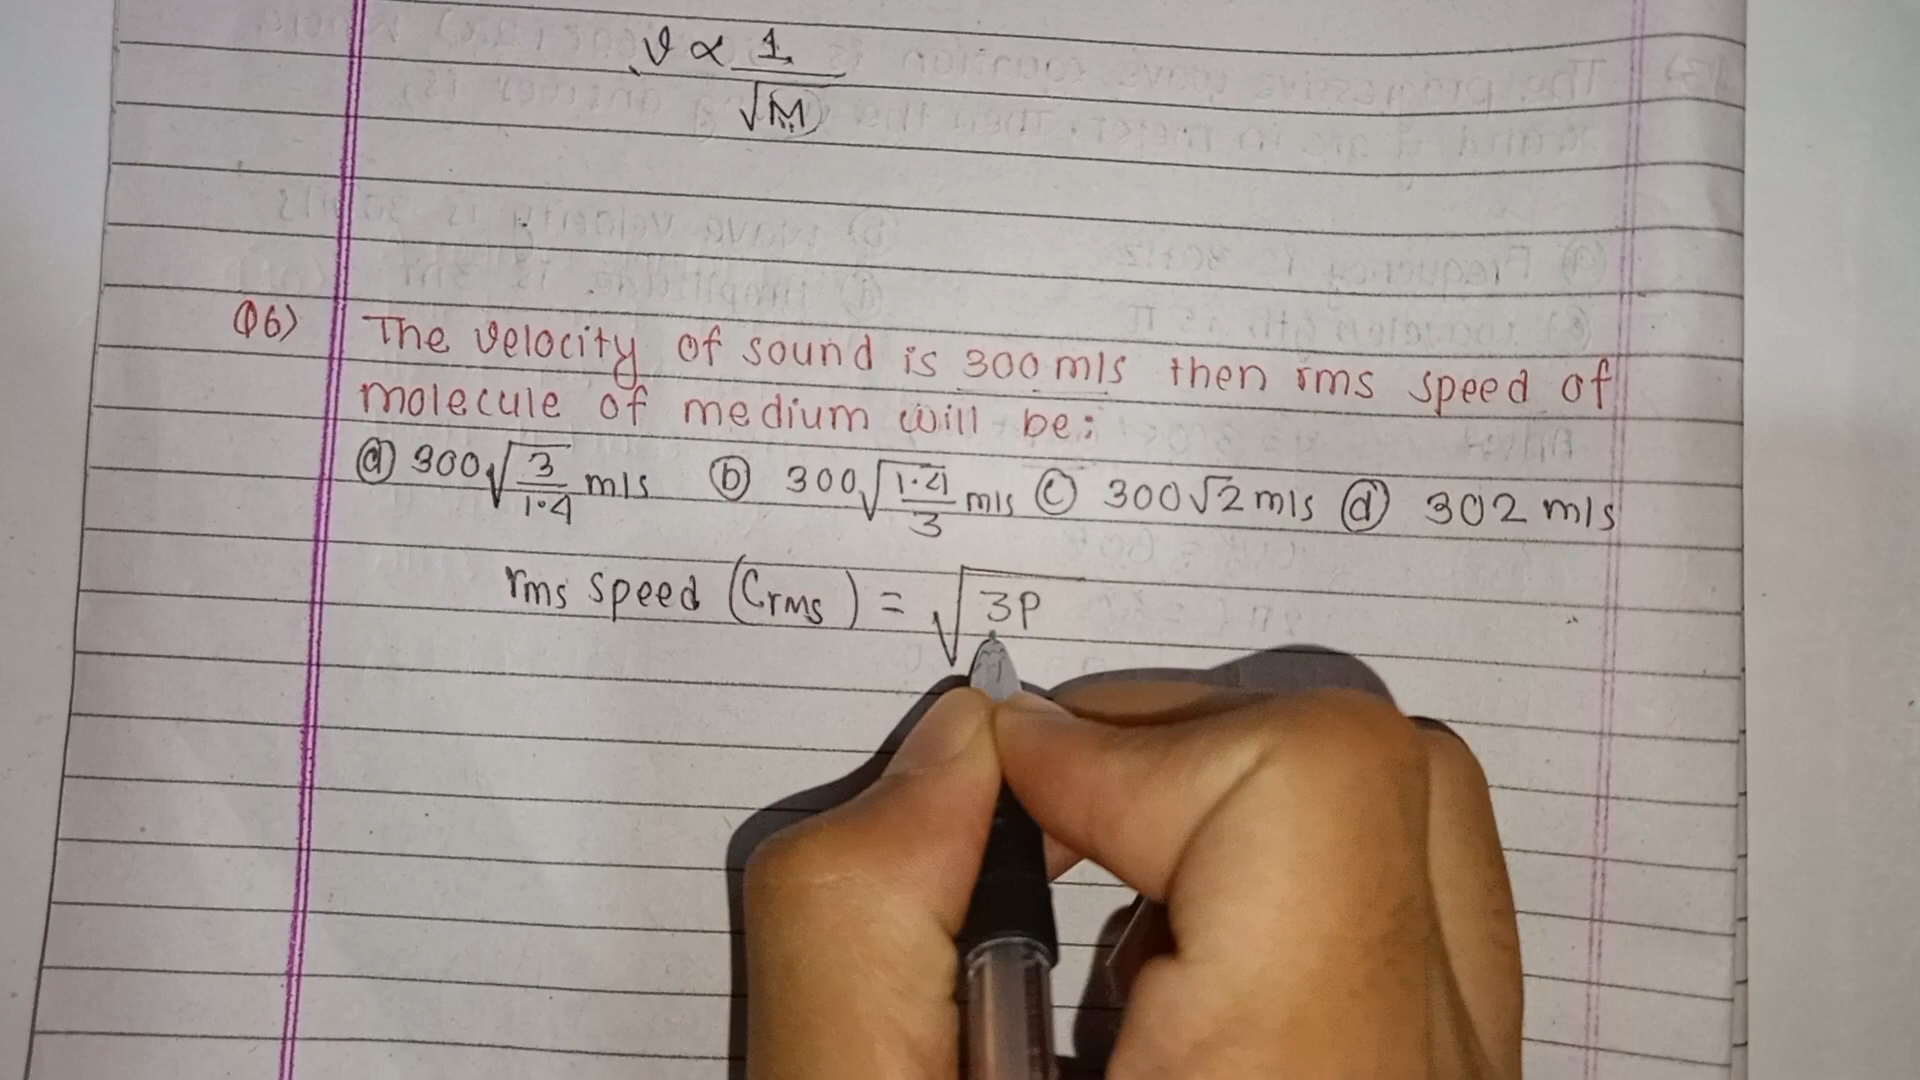 v ∝ 1/√M
Q6) The velocity of sound is 300 m/s then rms speed of
molecule of medium will be:
(a) 300√3/1.4 m/s (b) 300√1.4/3 m/s (c) 300√2 m/s (d) 302 m/s
rms speed (Crms) = √3P